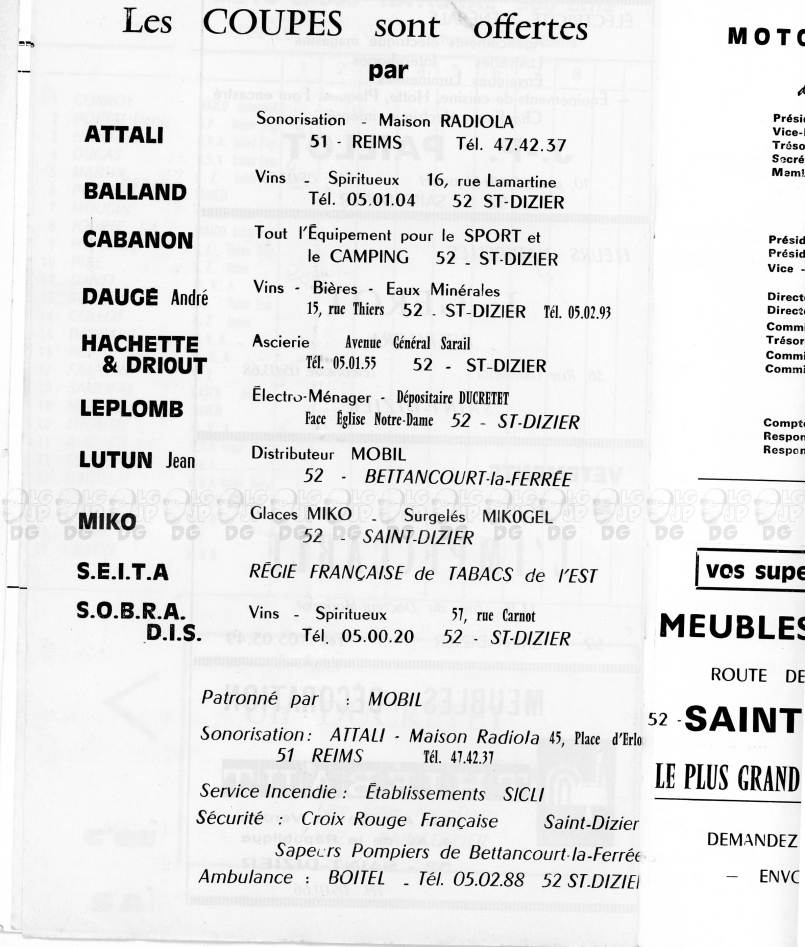 Les COUPES sont offertes
par
ATTALI Sonorisation - Maison RADIOLA
51 - REIMS Tél. 47.42.37
BALLAND Vins - Spiritueux 16, rue Lamartine
Tél. 05.01.04 52 ST-DIZIER
CABANON Tout l'Équipement pour le SPORT et
le CAMPING 52 - ST-DIZIER
DAUGÉ André Vins - Bières - Eaux Minérales
15, rue Thiers 52 - ST-DIZIER Tél. 05.02.93
HACHETTE & DRIOUT Ascierie Avenue Général Sarail
Tél. 05.01.55 52 - ST-DIZIER
LEPLOMB Électro-Ménager - Dépositaire DUCRETET
Face Église Notre-Dame 52 - ST-DIZIER
LUTUN Jean Distributeur MOBIL
52 - BETTANCOURT-la-FERRÉE
MIKO Glaces MIKO - Surgelés MIKOGEL
52 - SAINT-DIZIER
S.E.I.T.A RÉGIE FRANÇAISE de TABACS de l'EST
S.O.B.R.A. D.I.S. Vins - Spiritueux 57, rue Carnot
Tél. 05.00.20 52 - ST-DIZIER
Patronné par : MOBIL
Sonorisation : ATTALI - Maison Radiola 45, Place d'Erlo
51 REIMS Tél. 47.42.37
Service Incendie : Établissements SICLI
Sécurité : Croix Rouge Française Saint-Dizier
Sapeurs Pompiers de Bettancourt-la-Ferrée
Ambulance : BOITEL - Tél. 05.02.88 52 ST.DIZIE
MOTO
Prési
Vice-
Trésor
Secré
Mem
Présid
Présid
Vice -
Direct
Direct
Commi
Trésor
Commi
Commi
Compt
Respon
Respon
vos supe
MEUBLES
ROUTE DE
52 - SAINT
LE PLUS GRAND
DEMANDEZ
- ENVO